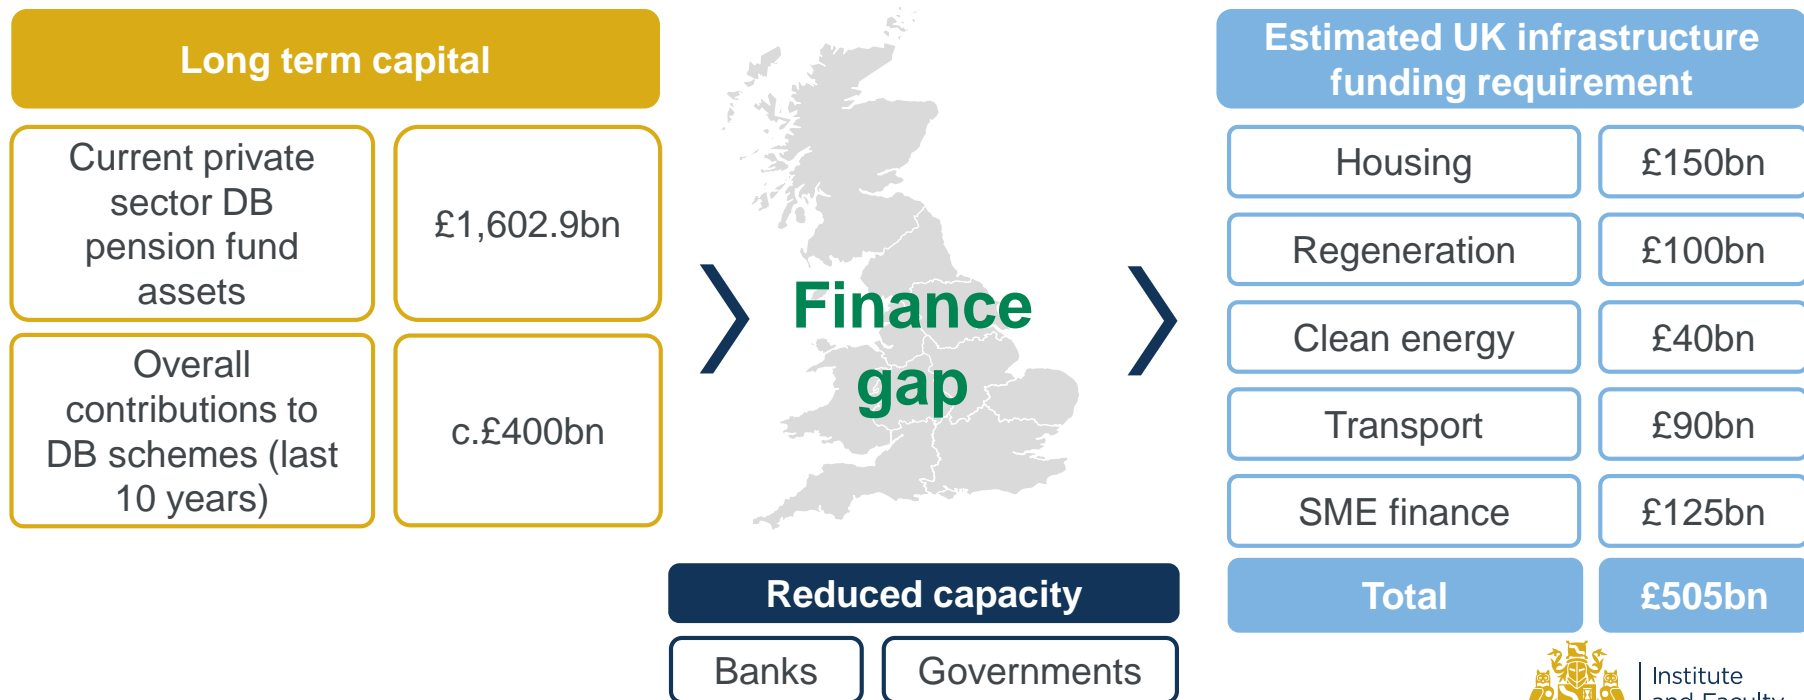 Long term capital
Current private
sector DB
pension fund
assets
£1,602.9bn
Overall
contributions to
DB schemes (last
10 years)
c.£400bn
Finance
gap
Reduced capacity
Banks
Governments
Estimated UK infrastructure
funding requirement
Housing
£150bn
Regeneration
£100bn
Clean energy
£40bn
Transport
£90bn
SME finance
£125bn
Total
£505bn
Institute
and Faculty